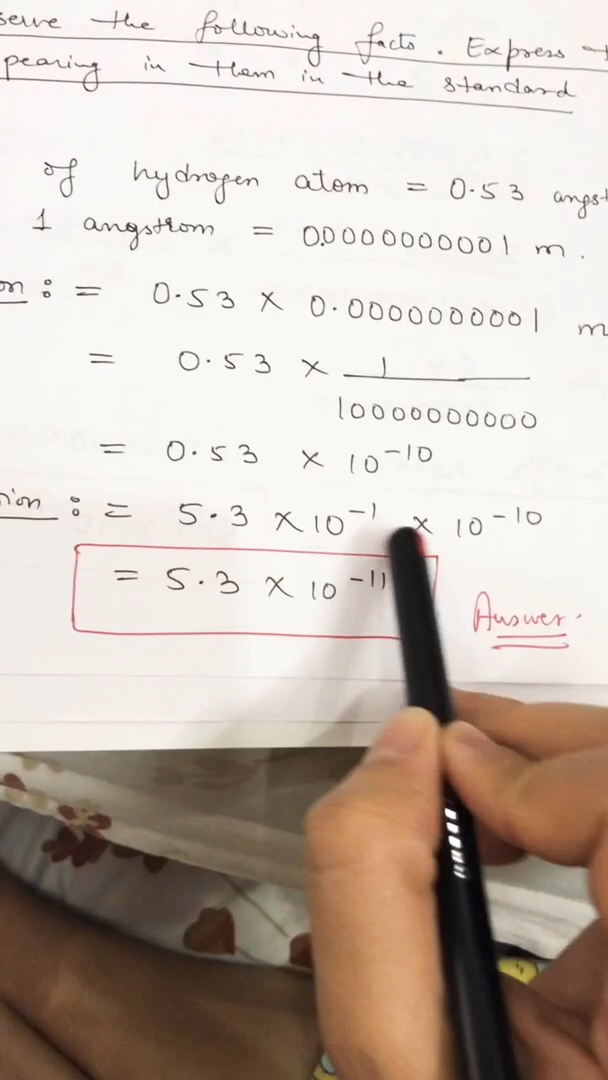 serve the following facts. Express
pearing in them in the standard
of hydrogen atom = 0.53 angst
1 angstrom = 0.0000000001 m.
on : = 0.53 × 0.0000000001 m
= 0.53 × 1/10000000000
= 0.53 × 10⁻¹⁰
sion : = 5.3 × 10⁻¹ × 10⁻¹⁰
= 5.3 × 10⁻¹¹
Answer.